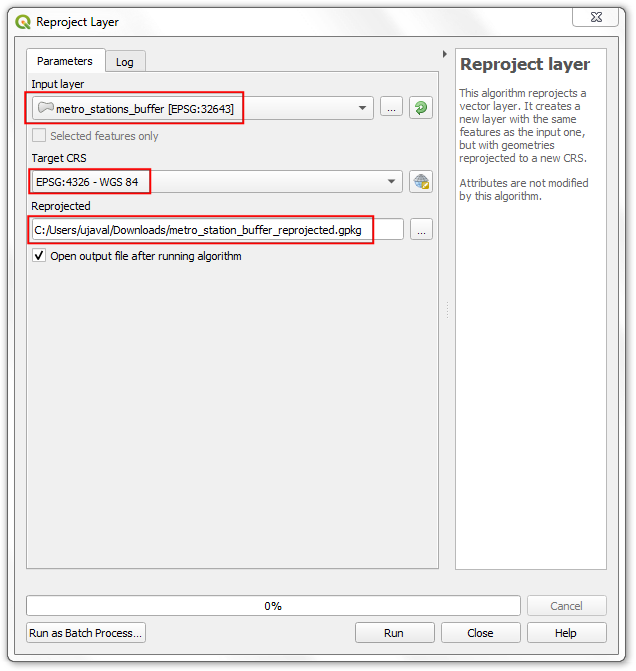 Reproject Layer
Parameters
Log
Input layer
metro_stations_buffer [EPSG:32643]
...
Selected features only
Target CRS
EPSG:4326 - WGS 84
Reprojected
C:/Users/ujaval/Downloads/metro_station_buffer_reprojected.gpkg
...
Open output file after running algorithm
Reproject layer
This algorithm reprojects a
vector layer. It creates a
new layer with the same
features as the input one,
but with geometries
reprojected to a new CRS.
Attributes are not modified
by this algorithm.
0%
Cancel
Run as Batch Process...
Run
Close
Help